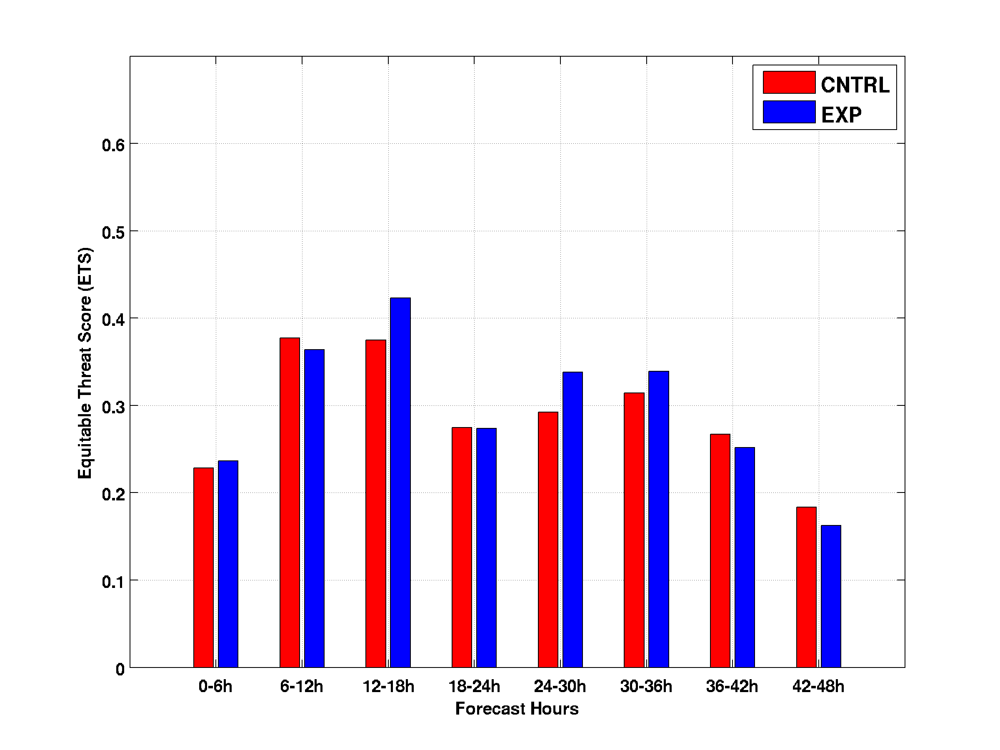 CNTRL
EXP
0.6
0.5
0.4
0.3
0.2
0.1
0
Equitable Threat Score (ETS)
0-6h 6-12h 12-18h 18-24h 24-30h 30-36h 36-42h 42-48h
Forecast Hours